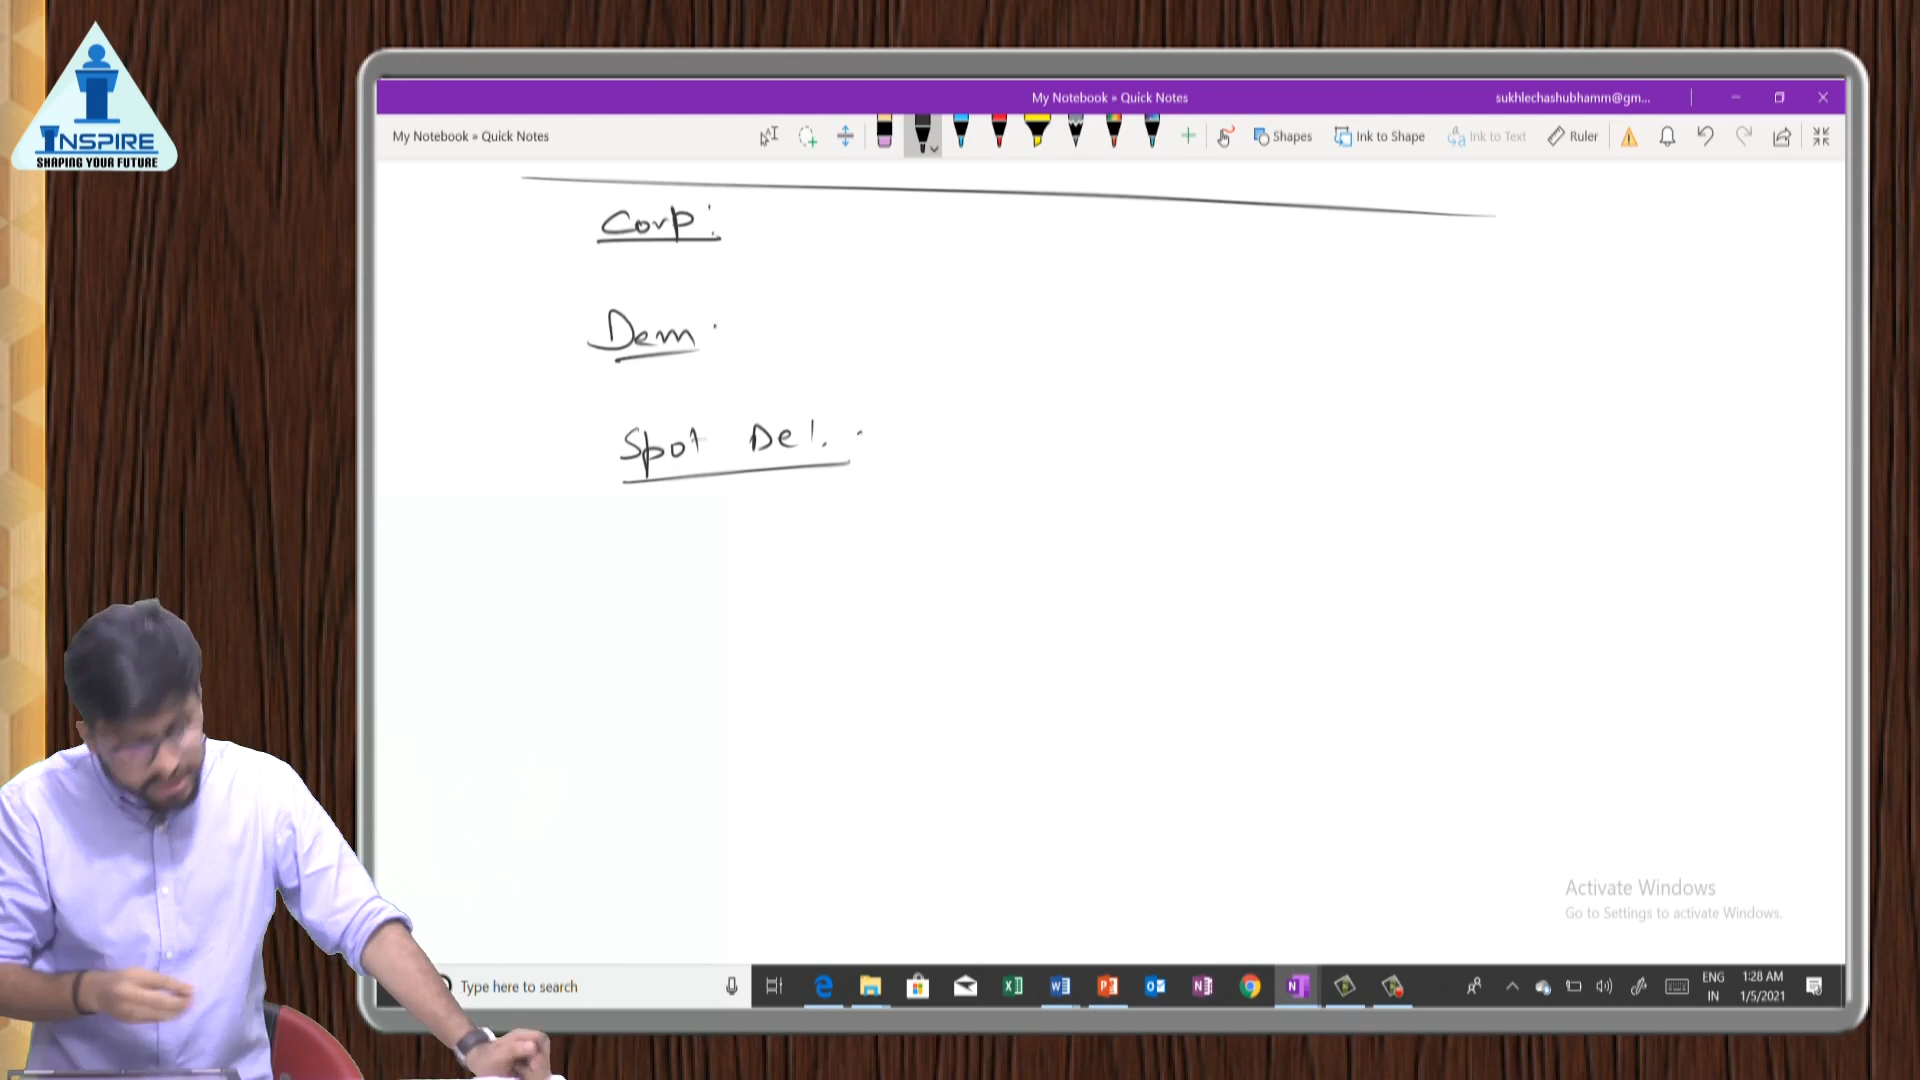 INSPIRE
SHAPING YOUR FUTURE
My Notebook » Quick Notes
sukhlechashubhamm@gm...
My Notebook » Quick Notes
Shapes
Ink to Shape
Ink to Text
Ruler
Corp:
Dem.
Spot Del.
Activate Windows
Go to Settings to activate Windows.
Type here to search
ENG
IN
1:28 AM
1/5/2021